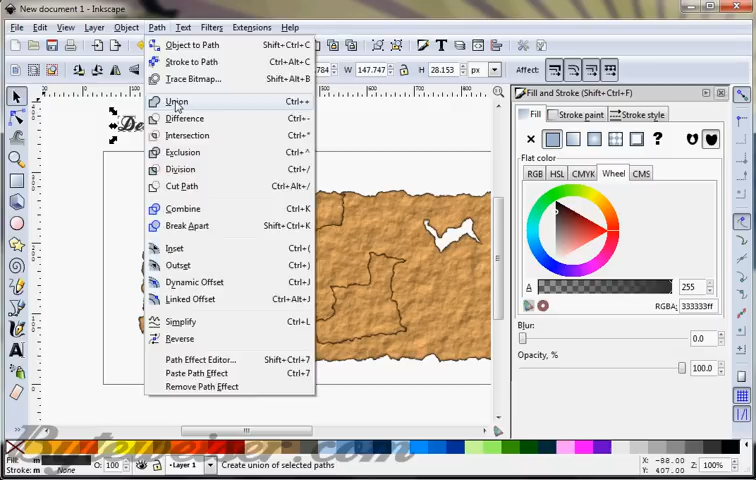 New document 1 - Inkscape
File Edit View Layer Object Path Text Filters Extensions Help
Object to Path Shift+Ctrl+C
Stroke to Path Ctrl+Alt+C
Trace Bitmap... Shift+Alt+B
Union Ctrl++
Difference Ctrl+-
Intersection Ctrl+*
Exclusion Ctrl+^
Division Ctrl+/
Cut Path Ctrl+Alt+/
Combine Ctrl+K
Break Apart Shift+Ctrl+K
Inset Ctrl+(
Outset Ctrl+)
Dynamic Offset Ctrl+J
Linked Offset Ctrl+Alt+J
Simplify Ctrl+L
Reverse
Path Effect Editor... Shift+Ctrl+7
Paste Path Effect Ctrl+7
Remove Path Effect
.784 W 147.747 H 28.153 px Affect:
Fill and Stroke (Shift+Ctrl+F)
Fill Stroke paint Stroke style
Flat color
RGB HSL CMYK Wheel CMS
A 255
RGBA: 333333ff
Blur:
0.0
Opacity, %
100.0
Fill: m
Stroke: m None O: 100 Layer 1 Create union of selected paths X: -88.00 Y: 407.00 Z: 100%